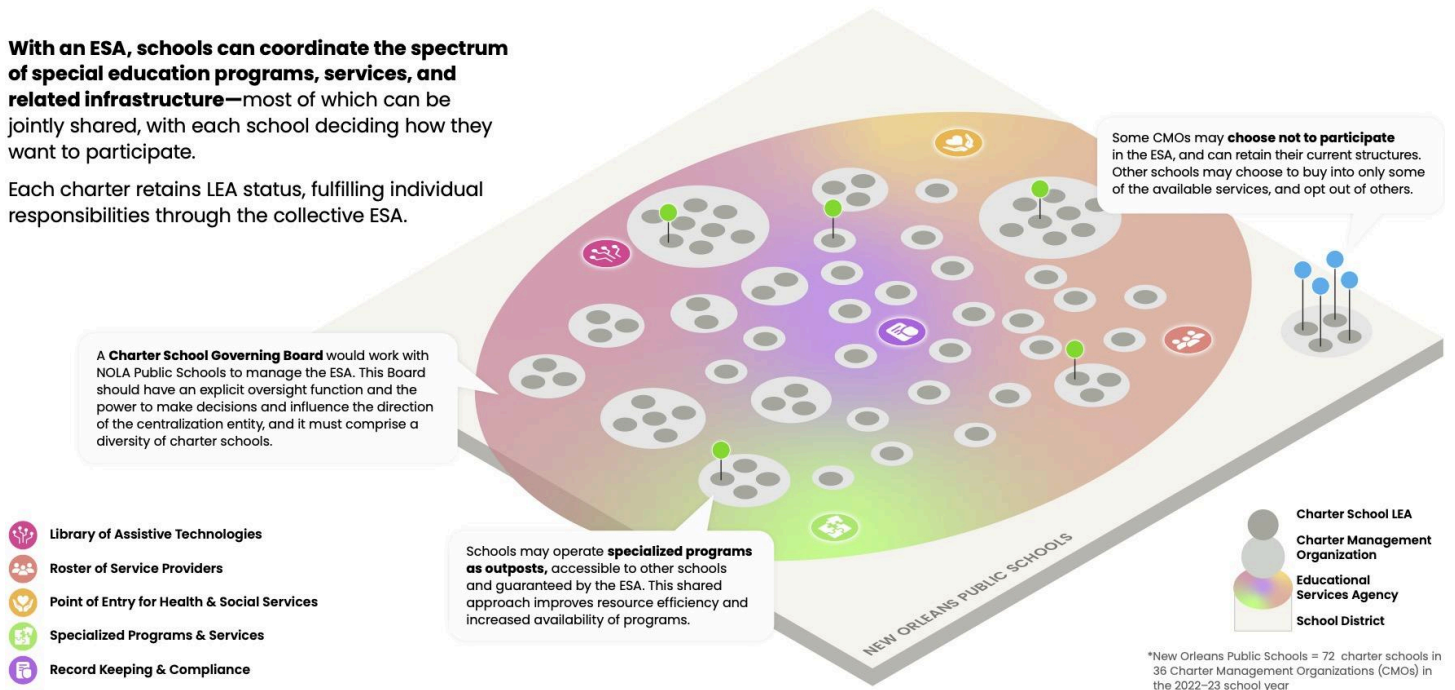 With an ESA, schools can coordinate the spectrum
of special education programs, services, and
related infrastructure—most of which can be
jointly shared, with each school deciding how they
want to participate.
Each charter retains LEA status, fulfilling individual
responsibilities through the collective ESA.
Some CMOs may choose not to participate
in the ESA, and can retain their current structures.
Other schools may choose to buy into only some
of the available services, and opt out of others.
A Charter School Governing Board would work with
NOLA Public Schools to manage the ESA. This Board
should have an explicit oversight function and the
power to make decisions and influence the direction
of the centralization entity, and it must comprise a
diversity of charter schools.
Schools may operate specialized programs
as outposts, accessible to other schools
and guaranteed by the ESA. This shared
approach improves resource efficiency and
increased availability of programs.
Library of Assistive Technologies
Roster of Service Providers
Point of Entry for Health & Social Services
Specialized Programs & Services
Record Keeping & Compliance
NEW ORLEANS PUBLIC SCHOOLS
Charter School LEA
Charter Management
Organization
Educational
Services Agency
School District
*New Orleans Public Schools = 72 charter schools in
36 Charter Management Organizations (CMOs) in
the 2022–23 school year